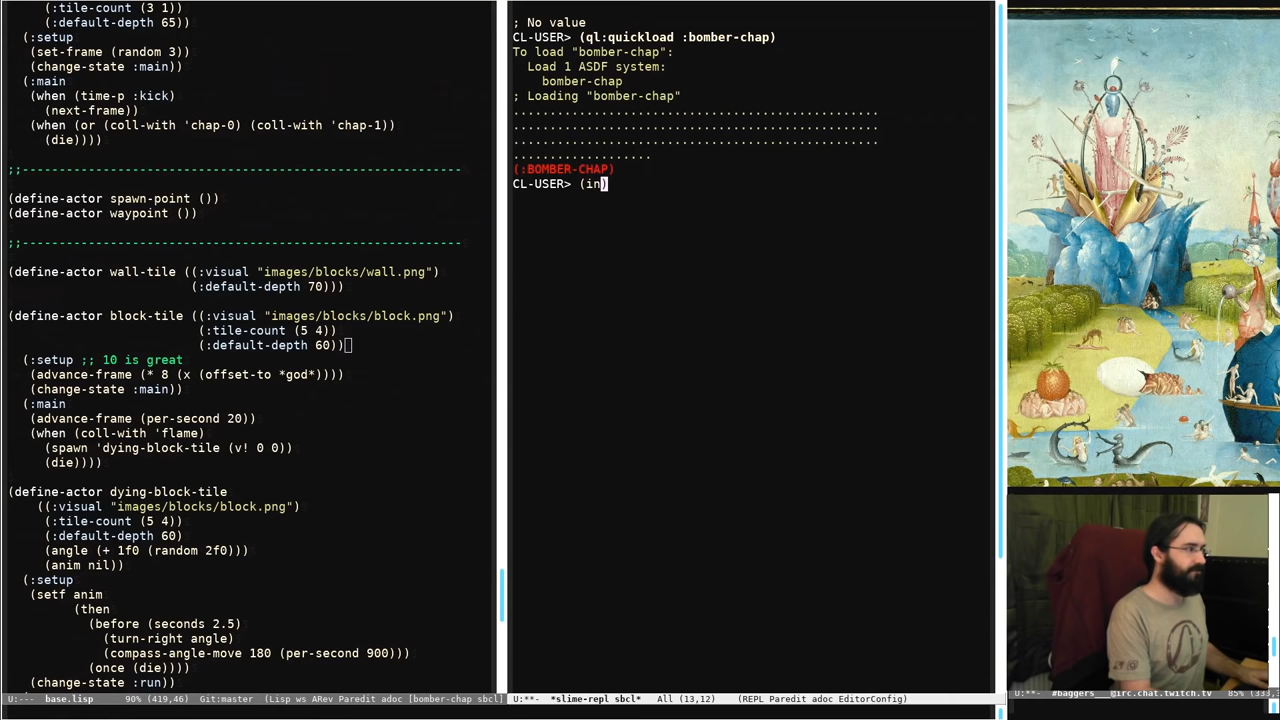 (:tile-count (3 1))
(:default-depth 65))
(:setup
(set-frame (random 3))
(change-state :main))
(:main
(when (time-p :kick)
(next-frame))
(when (or (coll-with 'chap-0) (coll-with 'chap-1))
(die))))
;;------------------------------------------------------------
(define-actor spawn-point ())
(define-actor waypoint ())
;;------------------------------------------------------------
(define-actor wall-tile ((:visual "images/blocks/wall.png")
(:default-depth 70)))
(define-actor block-tile ((:visual "images/blocks/block.png")
(:tile-count (5 4))
(:default-depth 60))
(:setup ;; 10 is great
(advance-frame (* 8 (x (offset-to *god*))))
(change-state :main))
(:main
(advance-frame (per-second 20))
(when (coll-with 'flame)
(spawn 'dying-block-tile (v! 0 0))
(die))))
(define-actor dying-block-tile
((:visual "images/blocks/block.png")
(:tile-count (5 4))
(:default-depth 60)
(angle (+ 1f0 (random 2f0)))
(anim nil))
(:setup
(setf anim
(then
(before (seconds 2.5)
(turn-right angle)
(compass-angle-move 180 (per-second 900)))
(once (die))))
(change-state :run))
U:--- base.lisp 90% (419,46) Git:master (Lisp ws ARev Paredit adoc [bomber-chap sbcl]
; No value
CL-USER> (ql:quickload :bomber-chap)
To load "bomber-chap":
Load 1 ASDF system:
bomber-chap
; Loading "bomber-chap"
..................................................
..................................................
..................................................
...................
(:BOMBER-CHAP)
CL-USER> (in)
U:**- *slime-repl sbcl* All (13,12) (REPL Paredit adoc EditorConfig)
U:**- #baggers___@irc.chat.twitch.tv 85% (333,